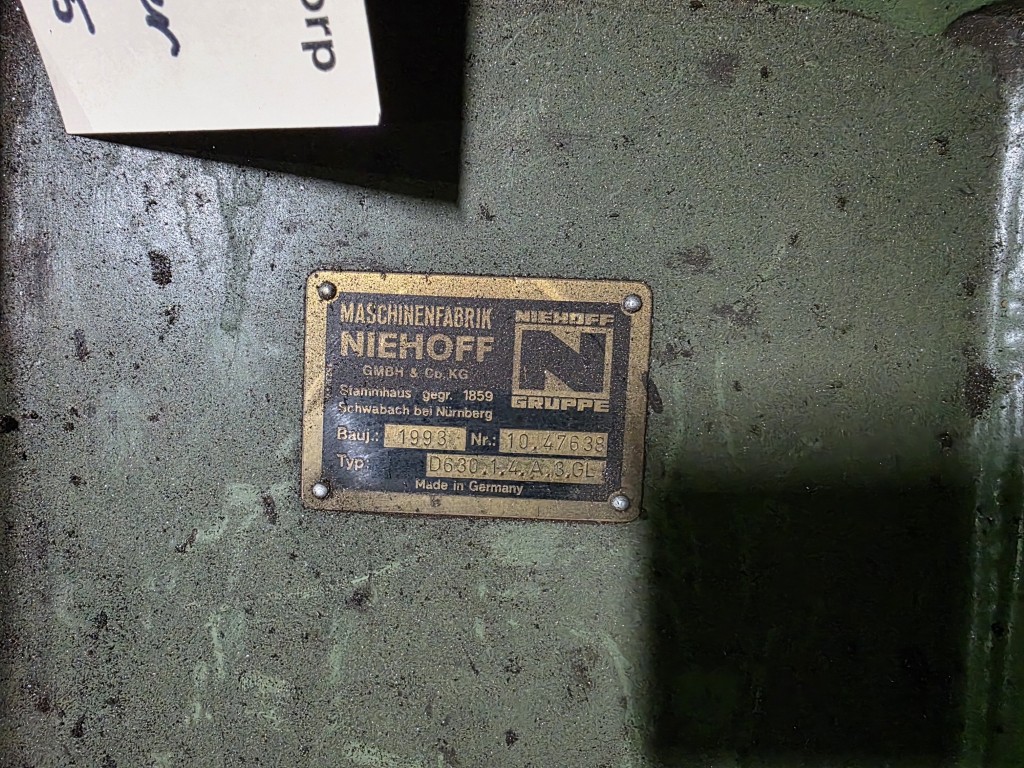 orp
MASCHINENFABRIK
NIEHOFF
GMBH & Co. KG
Stammhaus gegr. 1859
Schwabach bei Nürnberg
NIEHOFF
N
GRUPPE
Bauj.: 1993 Nr.: 10.47638
Typ: D630.1.4.A.3.GL
Made in Germany